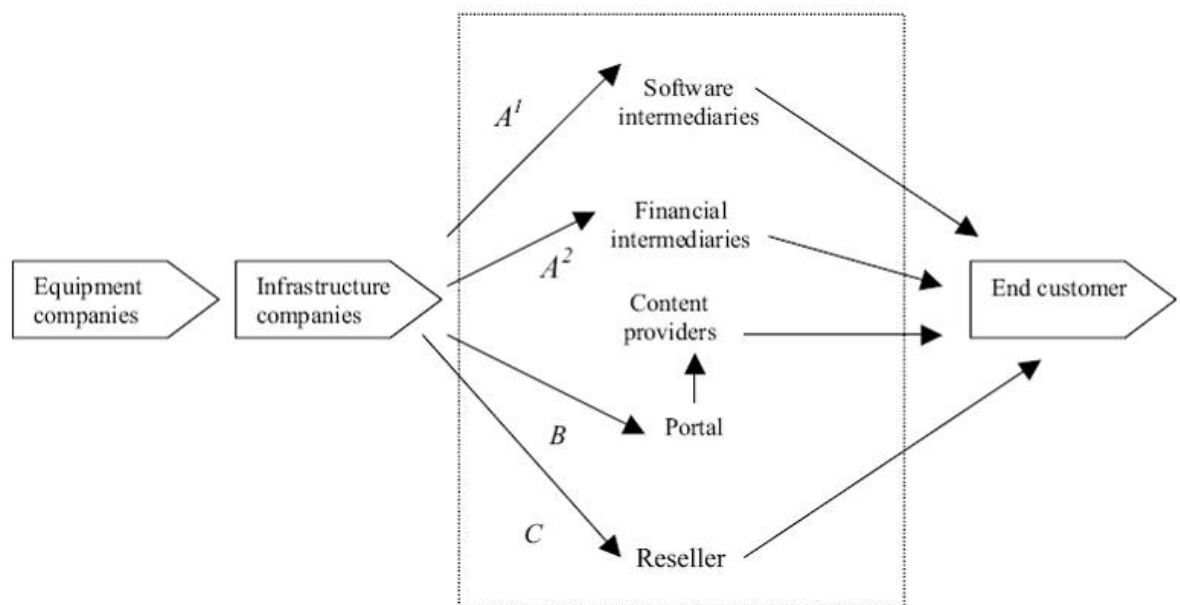 A¹
Software
intermediaries
A²
Financial
intermediaries
Equipment
companies
Infrastructure
companies
Content
providers
End customer
B
Portal
C
Reseller